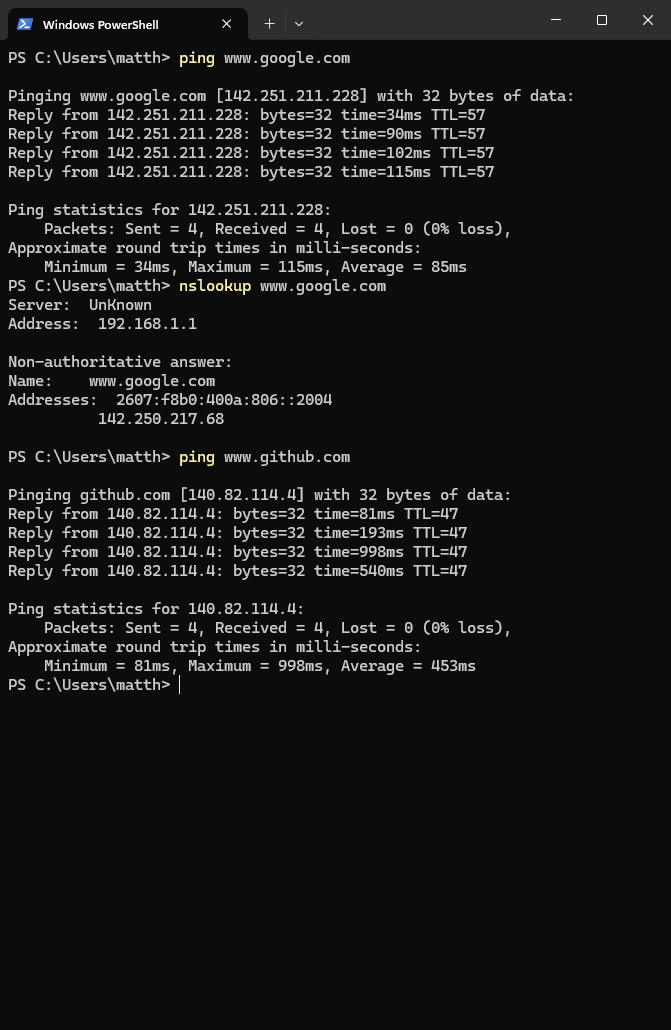 Windows PowerShell
PS C:\Users\matth> ping www.google.com
Pinging www.google.com [142.251.211.228] with 32 bytes of data:
Reply from 142.251.211.228: bytes=32 time=34ms TTL=57
Reply from 142.251.211.228: bytes=32 time=90ms TTL=57
Reply from 142.251.211.228: bytes=32 time=102ms TTL=57
Reply from 142.251.211.228: bytes=32 time=115ms TTL=57
Ping statistics for 142.251.211.228:
    Packets: Sent = 4, Received = 4, Lost = 0 (0% loss),
Approximate round trip times in milli-seconds:
    Minimum = 34ms, Maximum = 115ms, Average = 85ms
PS C:\Users\matth> nslookup www.google.com
Server:  UnKnown
Address:  192.168.1.1
Non-authoritative answer:
Name:    www.google.com
Addresses:  2607:f8b0:400a:806::2004
          142.250.217.68
PS C:\Users\matth> ping www.github.com
Pinging github.com [140.82.114.4] with 32 bytes of data:
Reply from 140.82.114.4: bytes=32 time=81ms TTL=47
Reply from 140.82.114.4: bytes=32 time=193ms TTL=47
Reply from 140.82.114.4: bytes=32 time=998ms TTL=47
Reply from 140.82.114.4: bytes=32 time=540ms TTL=47
Ping statistics for 140.82.114.4:
    Packets: Sent = 4, Received = 4, Lost = 0 (0% loss),
Approximate round trip times in milli-seconds:
    Minimum = 81ms, Maximum = 998ms, Average = 453ms
PS C:\Users\matth>